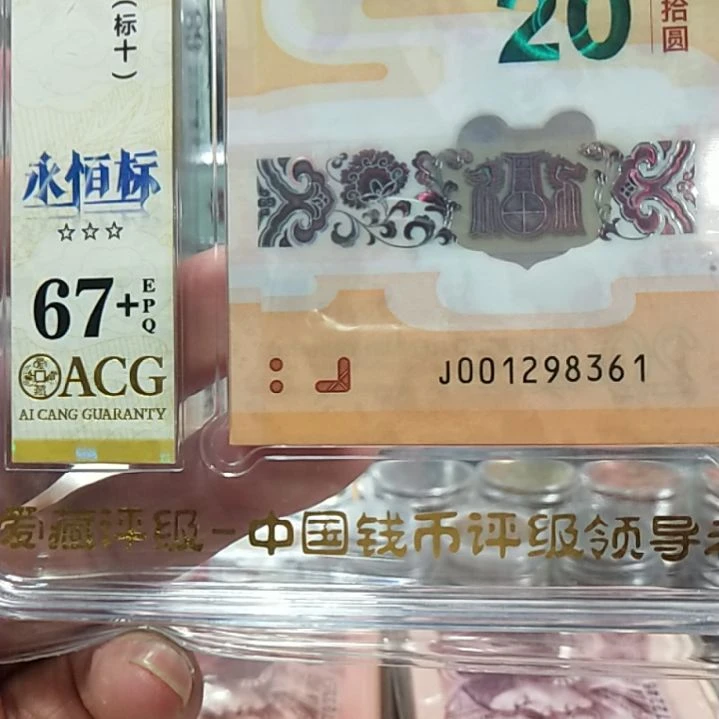 （标十）
永恒标
☆☆☆
67+EPQ
ACG
AI CANG GUARANTY
20
拾圆
J001298361
爱藏评级-中国钱币评级领导